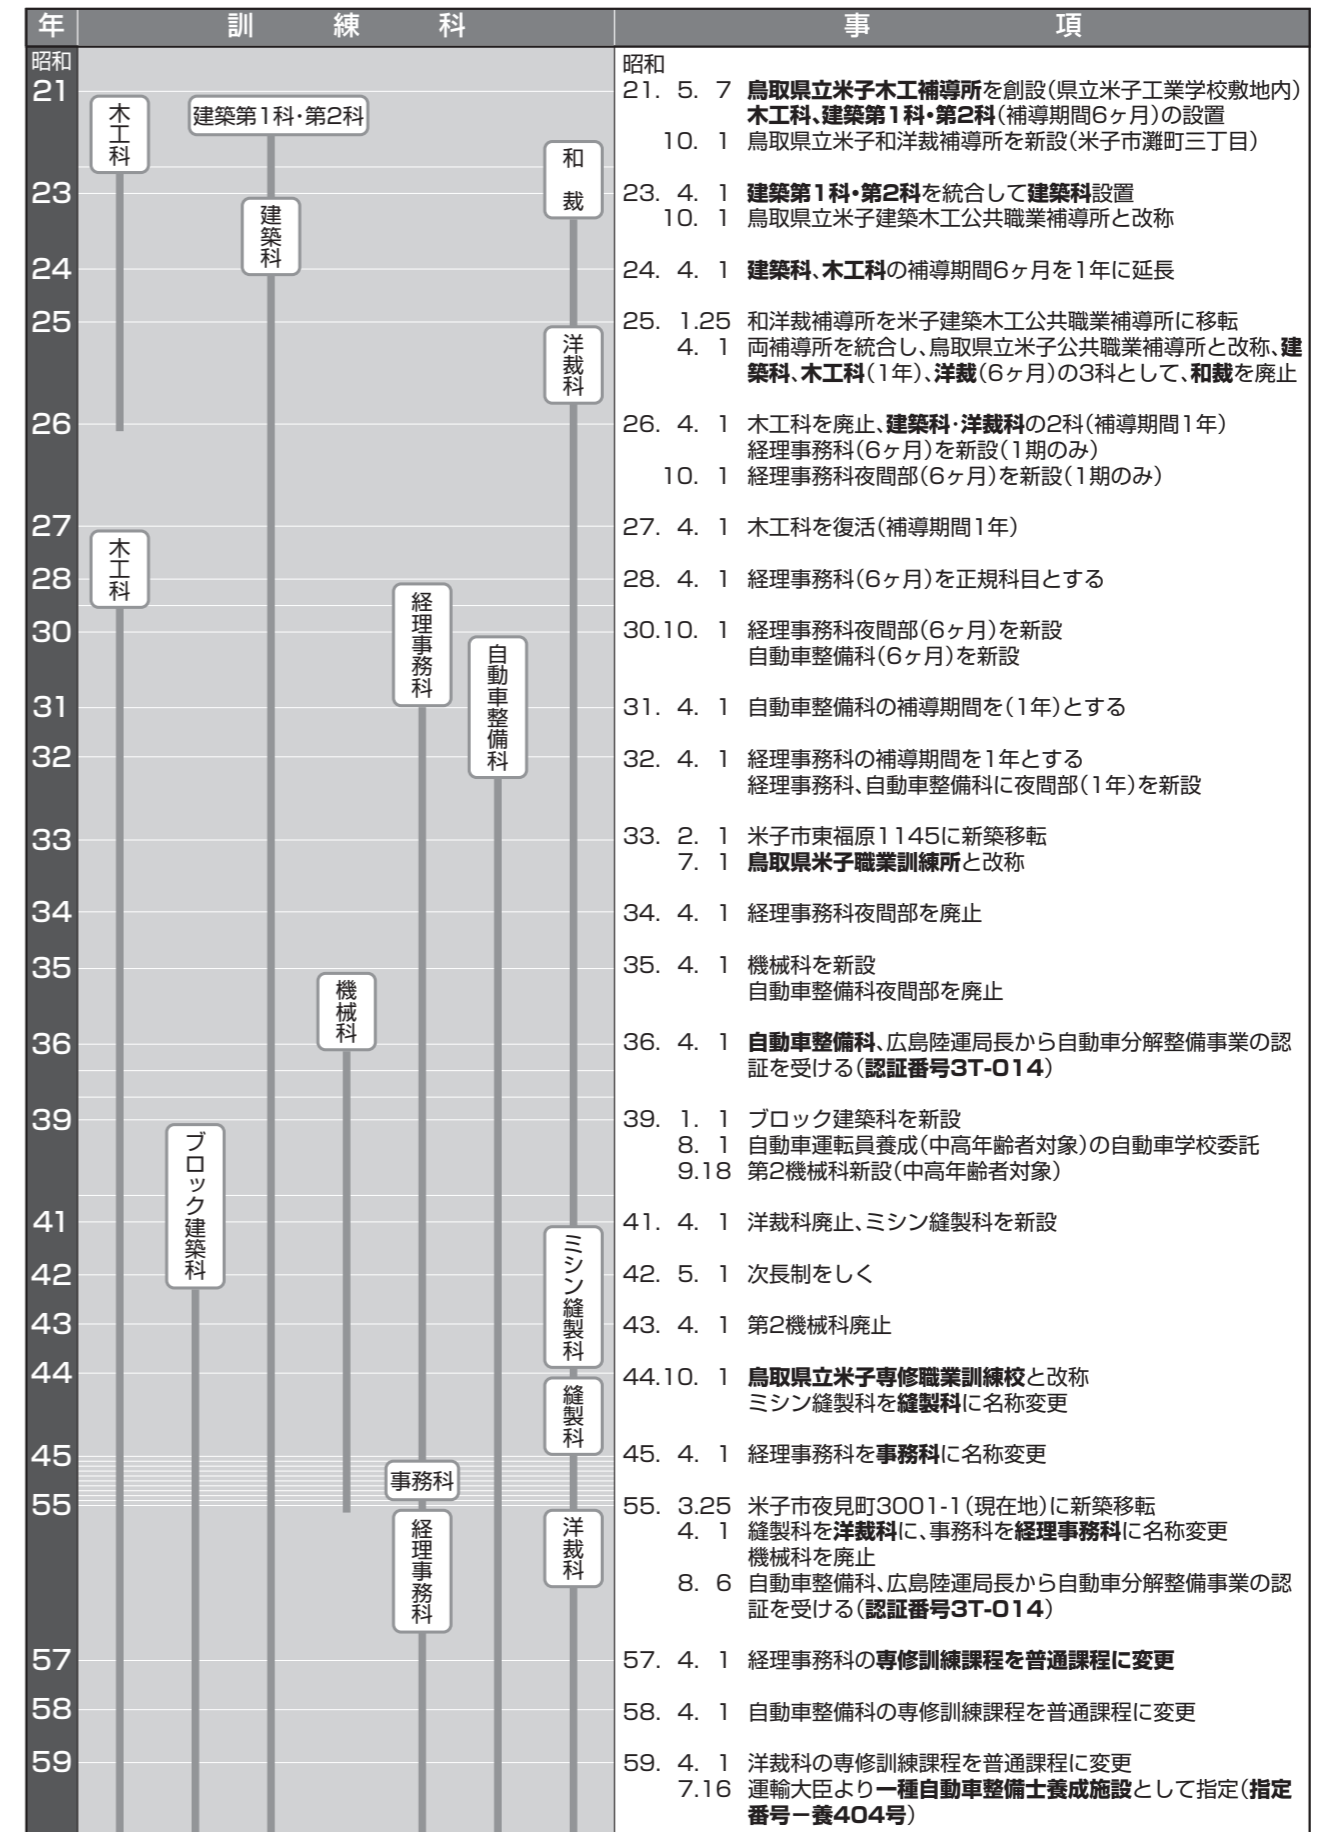 年 訓練科 事項
昭和
21
23
24
25
26
27
28
30
31
32
33
34
35
36
39
41
42
43
44
45
55
57
58
59
木工科
建築第1科・第2科
和裁
建築科
洋裁科
木工科
経理事務科
自動車整備科
機械科
ブロック建築科
ミシン縫製科
縫製科
事務科
経理事務科
洋裁科
昭和
21. 5. 7 鳥取県立米子木工補導所を創設(県立米子工業学校敷地内)
木工科、建築第1科・第2科(補導期間6ヶ月)の設置
10. 1 鳥取県立米子和洋裁補導所を新設(米子市灘町三丁目)
23. 4. 1 建築第1科・第2科を統合して建築科設置
10. 1 鳥取県立米子建築木工公共職業補導所と改称
24. 4. 1 建築科、木工科の補導期間6ヶ月を1年に延長
25. 1.25 和洋裁補導所を米子建築木工公共職業補導所に移転
4. 1 両補導所を統合し、鳥取県立米子公共職業補導所と改称、建
築科、木工科(1年)、洋裁(6ヶ月)の3科として、和裁を廃止
26. 4. 1 木工科を廃止、建築科・洋裁科の2科(補導期間1年)
経理事務科(6ヶ月)を新設(1期のみ)
10. 1 経理事務科夜間部(6ヶ月)を新設(1期のみ)
27. 4. 1 木工科を復活(補導期間1年)
28. 4. 1 経理事務科(6ヶ月)を正規科目とする
30.10. 1 経理事務科夜間部(6ヶ月)を新設
自動車整備科(6ヶ月)を新設
31. 4. 1 自動車整備科の補導期間を(1年)とする
32. 4. 1 経理事務科の補導期間を1年とする
経理事務科、自動車整備科に夜間部(1年)を新設
33. 2. 1 米子市東福原1145に新築移転
7. 1 鳥取県米子職業訓練所と改称
34. 4. 1 経理事務科夜間部を廃止
35. 4. 1 機械科を新設
自動車整備科夜間部を廃止
36. 4. 1 自動車整備科、広島陸運局長から自動車分解整備事業の認
証を受ける(認証番号3T-014)
39. 1. 1 ブロック建築科を新設
8. 1 自動車運転員養成(中高年齢者対象)の自動車学校委託
9.18 第2機械科新設(中高年齢者対象)
41. 4. 1 洋裁科廃止、ミシン縫製科を新設
42. 5. 1 次長制をしく
43. 4. 1 第2機械科廃止
44.10. 1 鳥取県立米子専修職業訓練校と改称
ミシン縫製科を縫製科に名称変更
45. 4. 1 経理事務科を事務科に名称変更
55. 3.25 米子市夜見町3001-1(現在地)に新築移転
4. 1 縫製科を洋裁科に、事務科を経理事務科に名称変更
機械科を廃止
8. 6 自動車整備科、広島陸運局長から自動車分解整備事業の認
証を受ける(認証番号3T-014)
57. 4. 1 経理事務科の専修訓練課程を普通課程に変更
58. 4. 1 自動車整備科の専修訓練課程を普通課程に変更
59. 4. 1 洋裁科の専修訓練課程を普通課程に変更
7.16 運輸大臣より一種自動車整備士養成施設として指定(指定
番号－養404号)